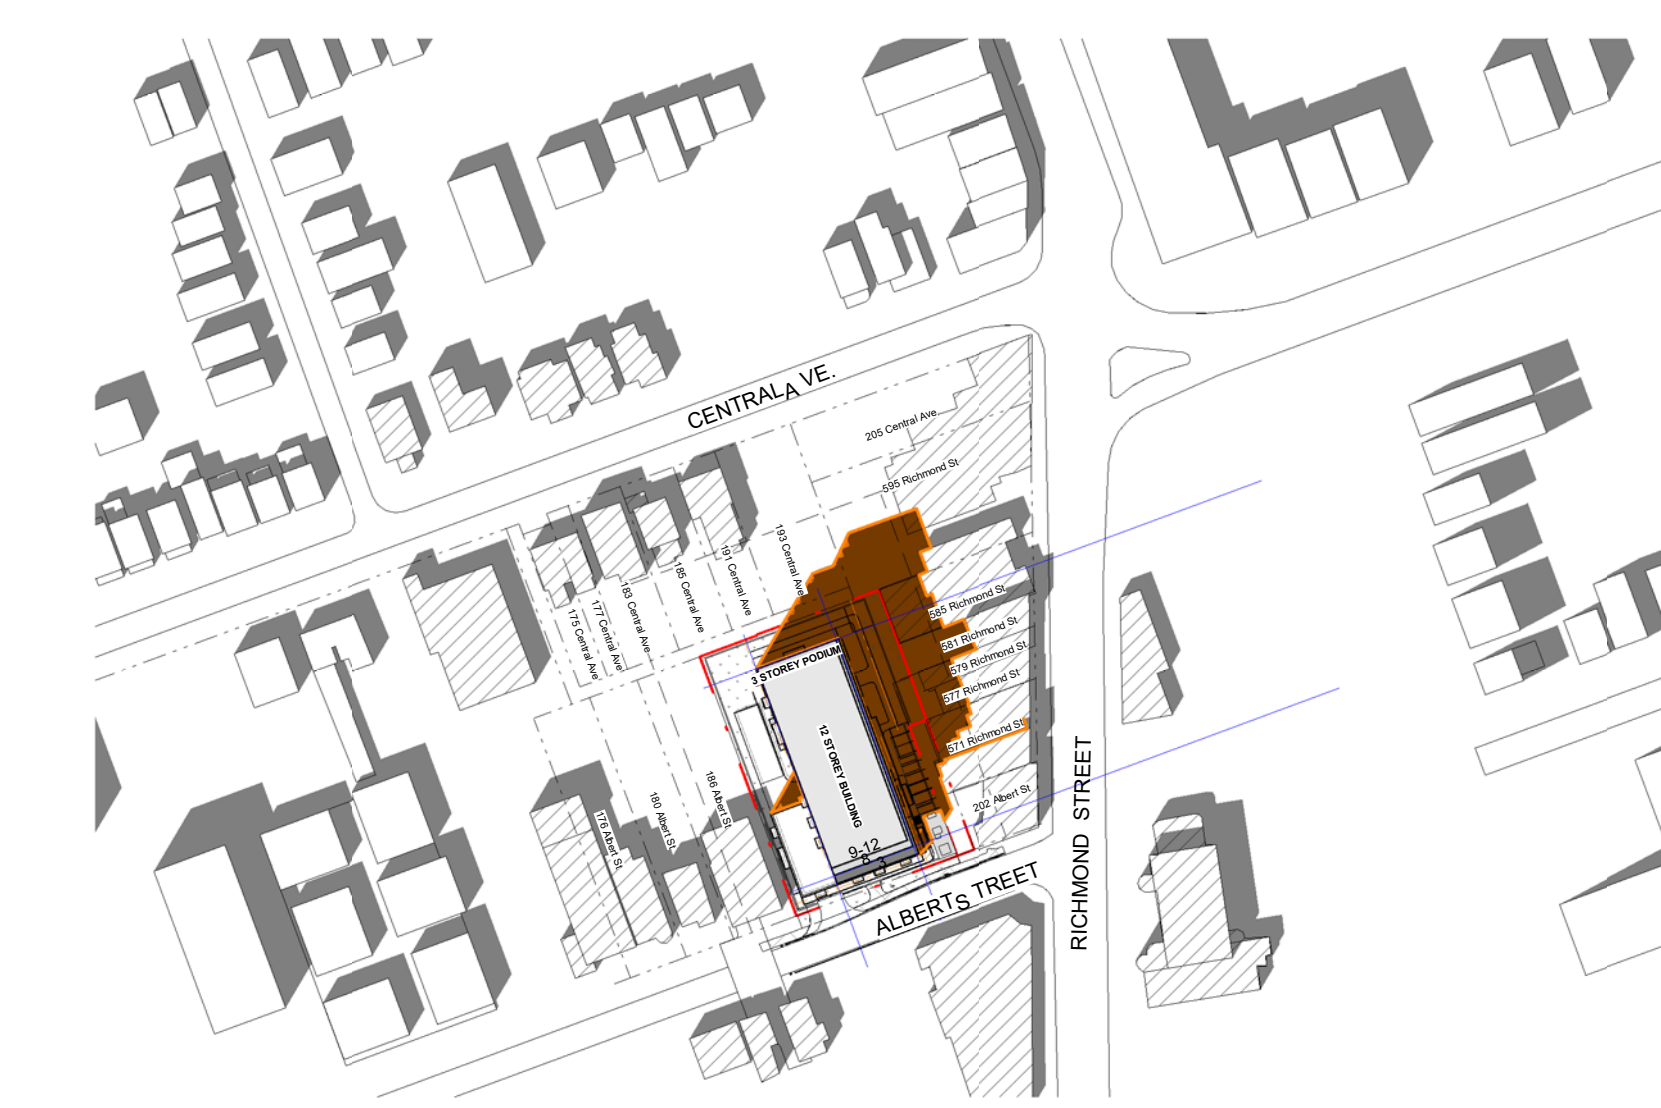 CENTRALA VE.
205 Central Ave
595 Richmond St
193 Central Ave
191 Central Ave
185 Central Ave
183 Central Ave
177 Central Ave
175 Central Ave
585 Richmond St
581 Richmond St
579 Richmond St
577 Richmond St
571 Richmond St
3 STOREY PODIUM
12 STOREY BUILDING
9-12
202 Albert St
186 Albert St
180 Albert St
176 Albert St
ALBERTS TREET
RICHMOND STREET